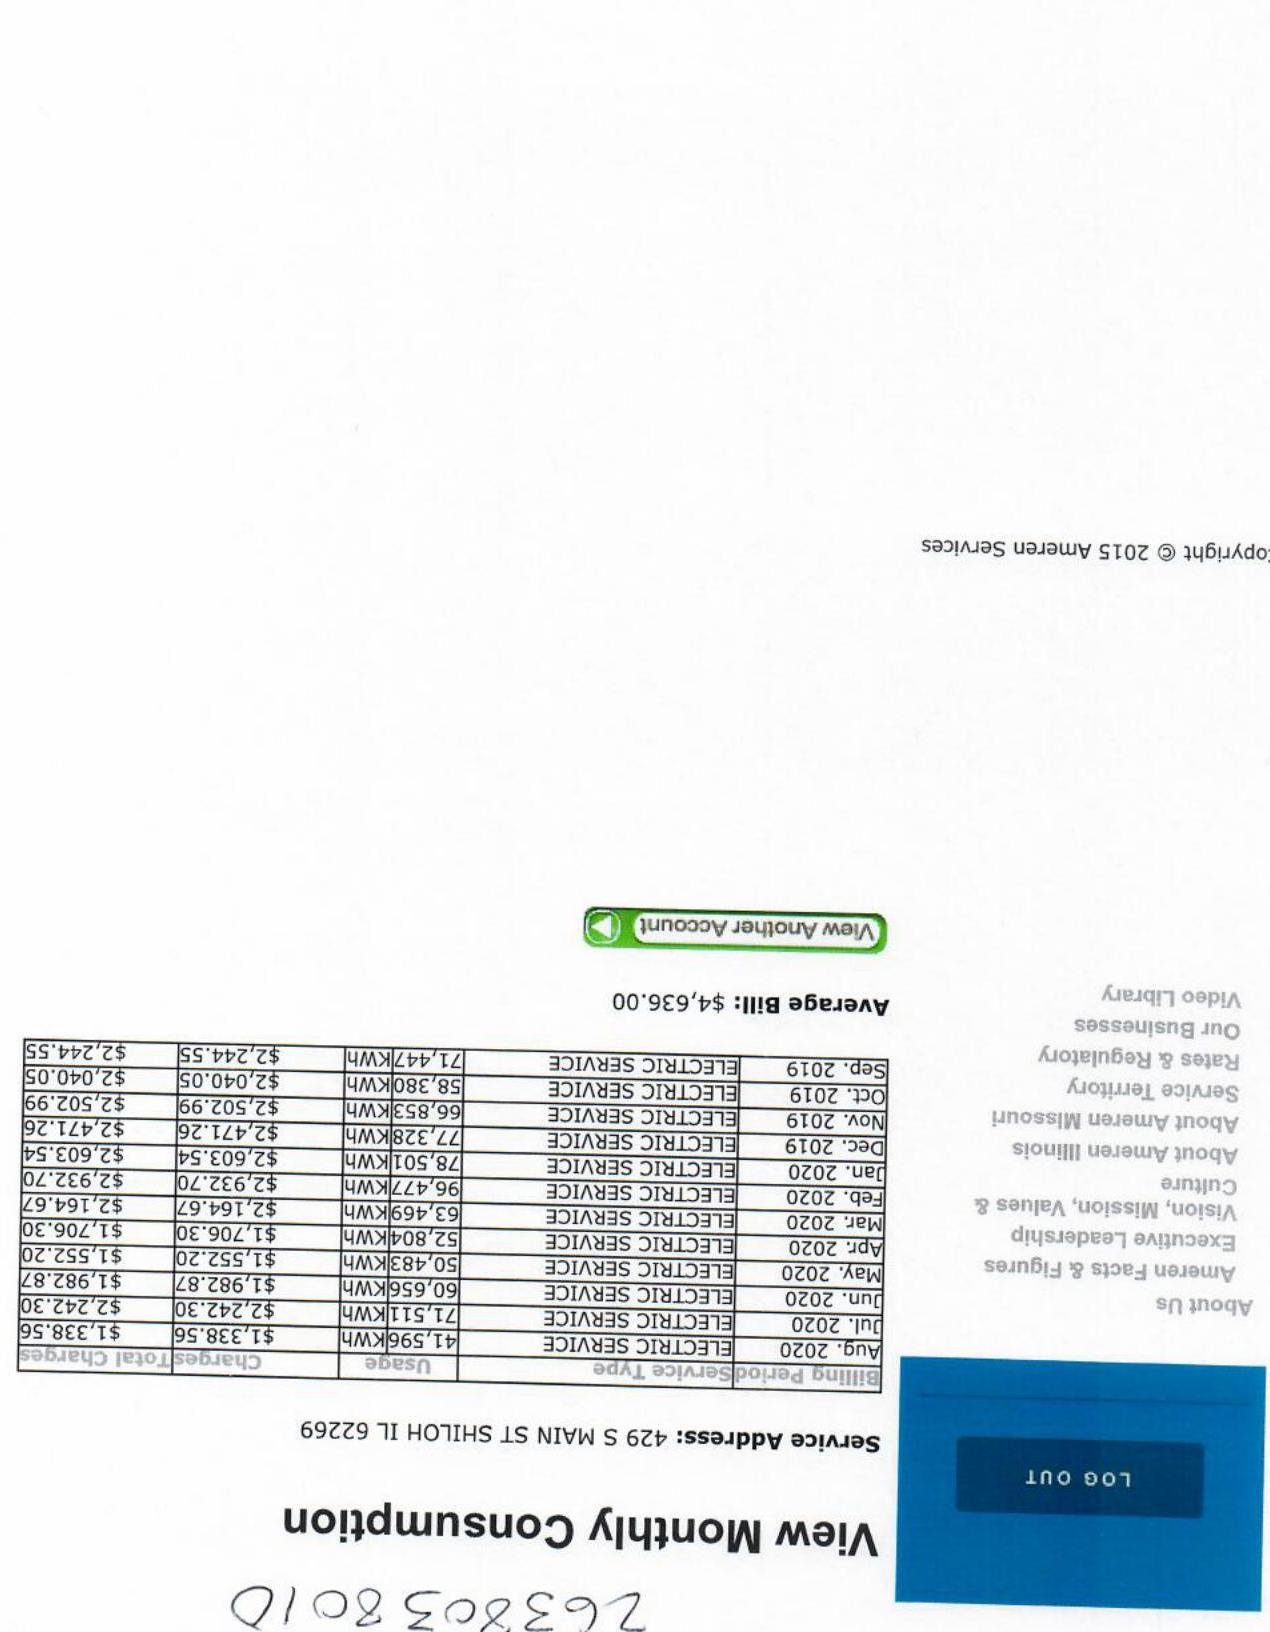 2638038010
View Monthly Consumption
Service Address: 429 S MAIN ST SHILOH IL 62269
Billing Period Service Type Usage Charges Total Charges
Aug. 2020 ELECTRIC SERVICE 41,596 KWh $1,338.56 $1,338.56
Jul. 2020 ELECTRIC SERVICE 71,511 KWh $2,242.30 $2,242.30
Jun. 2020 ELECTRIC SERVICE 60,656 KWh $1,982.87 $1,982.87
May. 2020 ELECTRIC SERVICE 50,483 KWh $1,552.20 $1,552.20
Apr. 2020 ELECTRIC SERVICE 52,804 KWh $1,706.30 $1,706.30
Mar. 2020 ELECTRIC SERVICE 63,469 KWh $2,164.67 $2,164.67
Feb. 2020 ELECTRIC SERVICE 96,477 KWh $2,932.70 $2,932.70
Jan. 2020 ELECTRIC SERVICE 78,501 KWh $2,603.54 $2,603.54
Dec. 2019 ELECTRIC SERVICE 77,328 KWh $2,471.26 $2,471.26
Nov. 2019 ELECTRIC SERVICE 66,853 KWh $2,502.99 $2,502.99
Oct. 2019 ELECTRIC SERVICE 58,380 KWh $2,040.05 $2,040.05
Sep. 2019 ELECTRIC SERVICE 71,447 KWh $2,244.55 $2,244.55
Average Bill: $4,636.00
View Another Account
LOG OUT
About Us
Ameren Facts & Figures
Executive Leadership
Vision, Mission, Values &
Culture
About Ameren Illinois
About Ameren Missouri
Service Territory
Rates & Regulatory
Our Businesses
Video Library
Copyright © 2015 Ameren Services